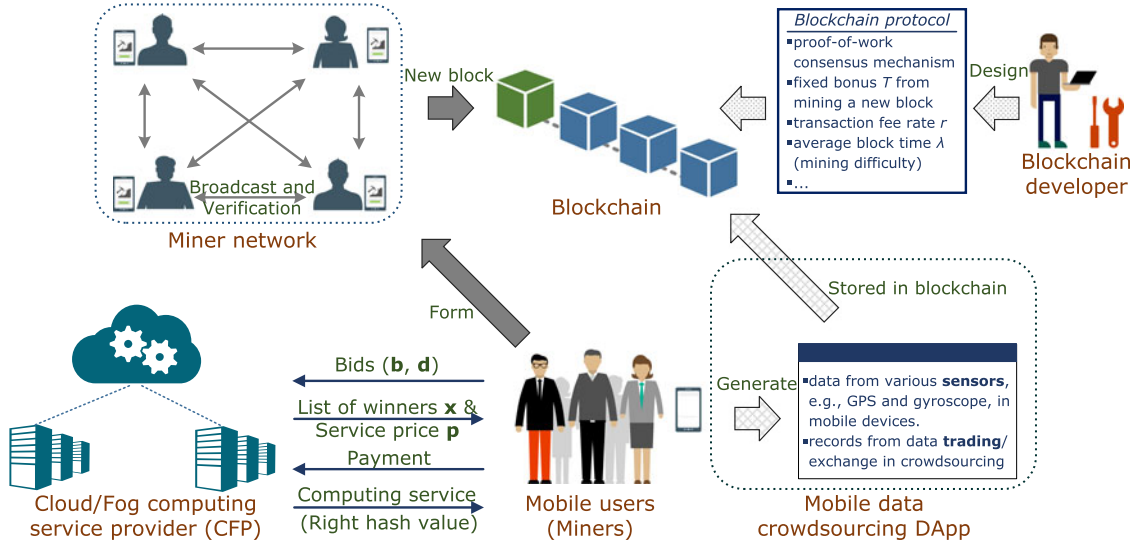 Broadcast and
Verification
Miner network
New block
Blockchain
Blockchain protocol
▪proof-of-work
consensus mechanism
▪fixed bonus T from
mining a new block
▪transaction fee rate r
▪average block time λ
(mining difficulty)
▪...
Design
Blockchain
developer
Form
Stored in blockchain
Bids (b, d)
List of winners x &
Service price p
Payment
Computing service
(Right hash value)
Cloud/Fog computing
service provider (CFP)
Mobile users
(Miners)
Generate
▪data from various sensors,
e.g., GPS and gyroscope, in
mobile devices.
▪records from data trading/
exchange in crowdsourcing
Mobile data
crowdsourcing DApp